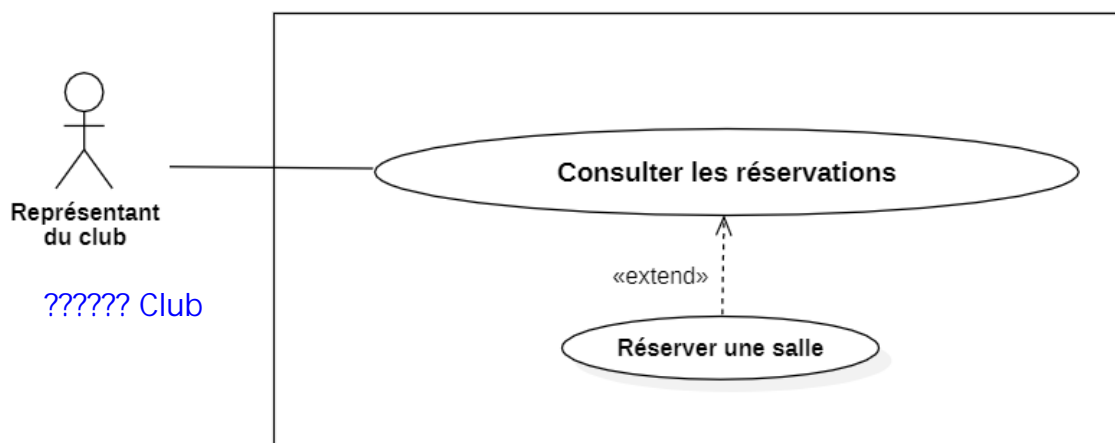 Consulter les réservations
Représentant
du club
«extend»
?????? Club
Réserver une salle